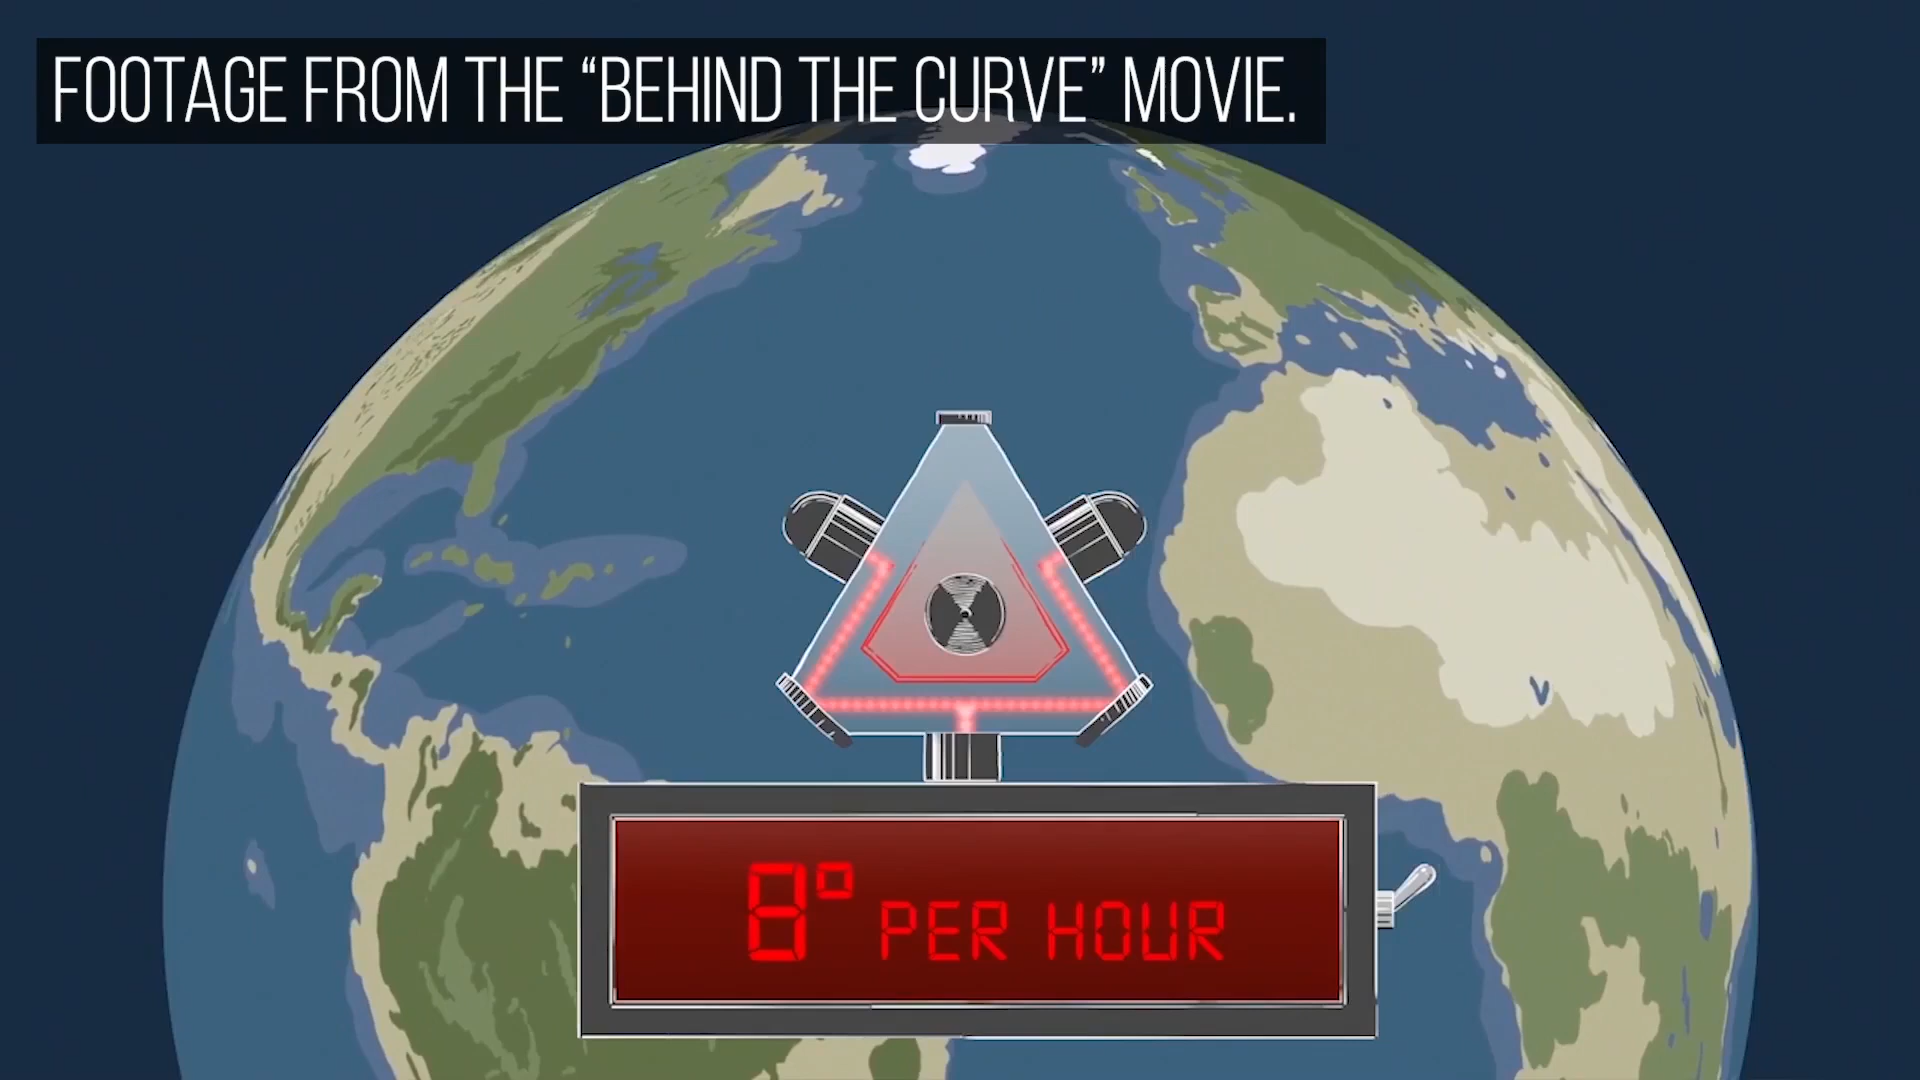 FOOTAGE FROM THE “BEHIND THE CURVE” MOVIE.
8° PER HOUR